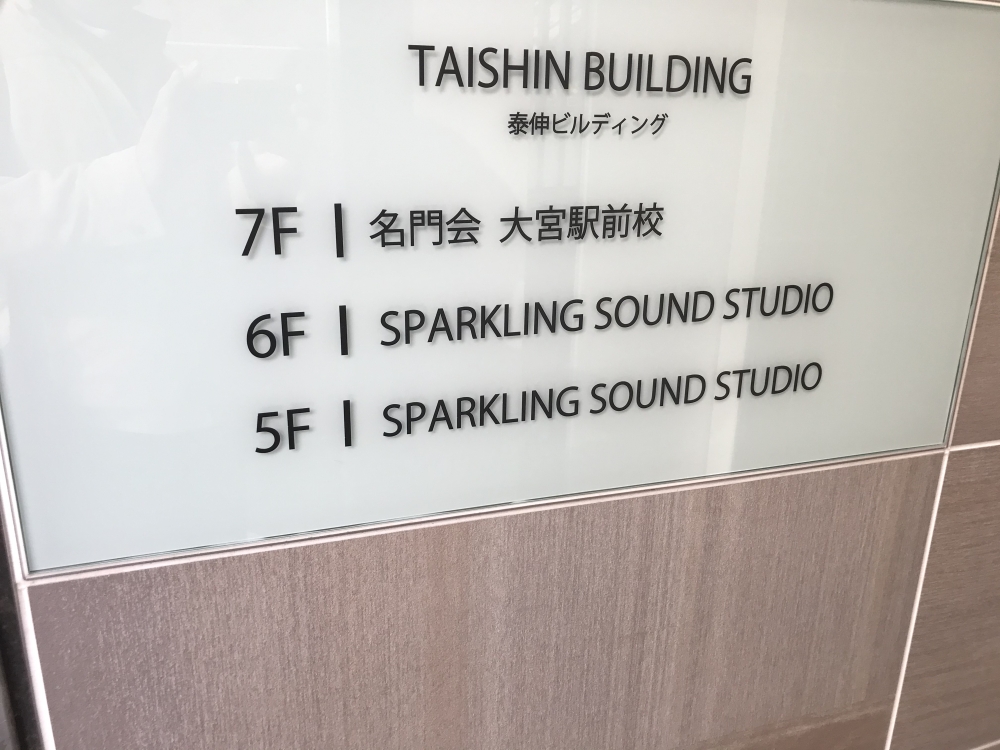 TAISHIN BUILDING
泰伸ビルディング
7F | 名門会 大宮駅前校
6F | SPARKLING SOUND STUDIO
5F | SPARKLING SOUND STUDIO